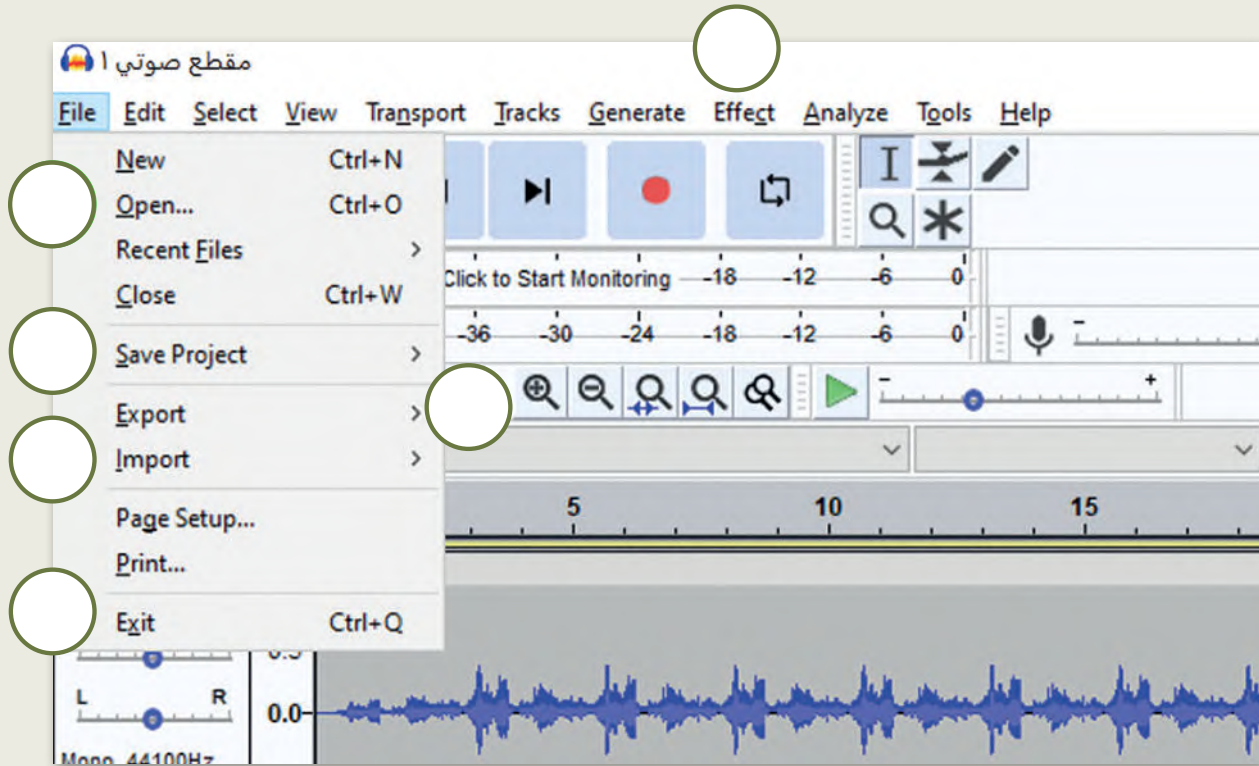 مقطع صوتي ١
File Edit Select View Transport Tracks Generate Effect Analyze Tools Help
New Ctrl+N
Open... Ctrl+O
Recent Files >
Close Ctrl+W
Save Project >
Export >
Import >
Page Setup...
Print...
Exit Ctrl+Q
Click to Start Monitoring -18 -12 -6 0
-36 -30 -24 -18 -12 -6 0
- +
5 10 15
L R
0.0
Mono, 44100Hz